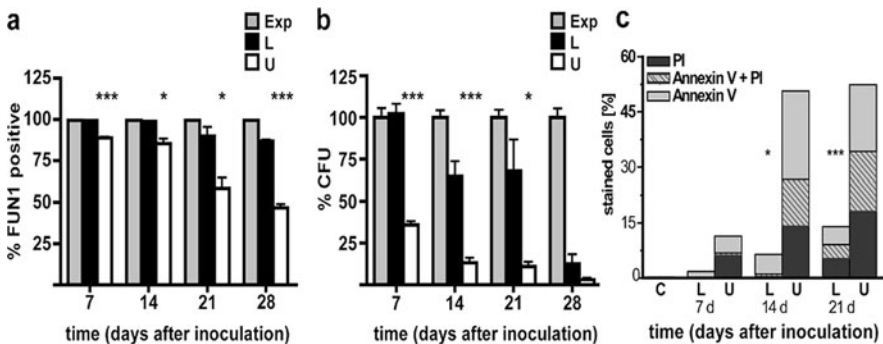 a
Exp
L
U
% FUN1 positive
125
100
75
50
25
*** * * ***
7 14 21 28
time (days after inoculation)
b
Exp
L
U
% CFU
125
100
75
50
25
*** *** *
7 14 21 28
time (days after inoculation)
c
PI
Annexin V + PI
Annexin V
stained cells [%]
60
45
30
15
0
* ***
C L U L U L U
7 d 14 d 21 d
time (days after inoculation)